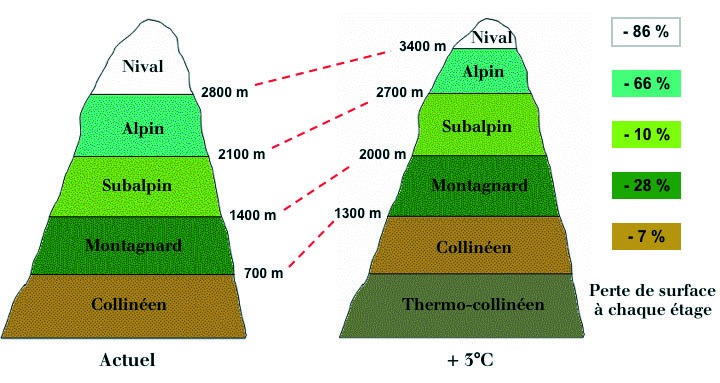 Nival
2800 m
Alpin
2100 m
Subalpin
1400 m
Montagnard
700 m
Collinéen
Actuel
Nival
3400 m
Alpin
2700 m
Subalpin
2000 m
Montagnard
1300 m
Collinéen
Thermo-collinéen
+ 3°C
- 86 %
- 66 %
- 10 %
- 28 %
- 7 %
Perte de surface
à chaque étage